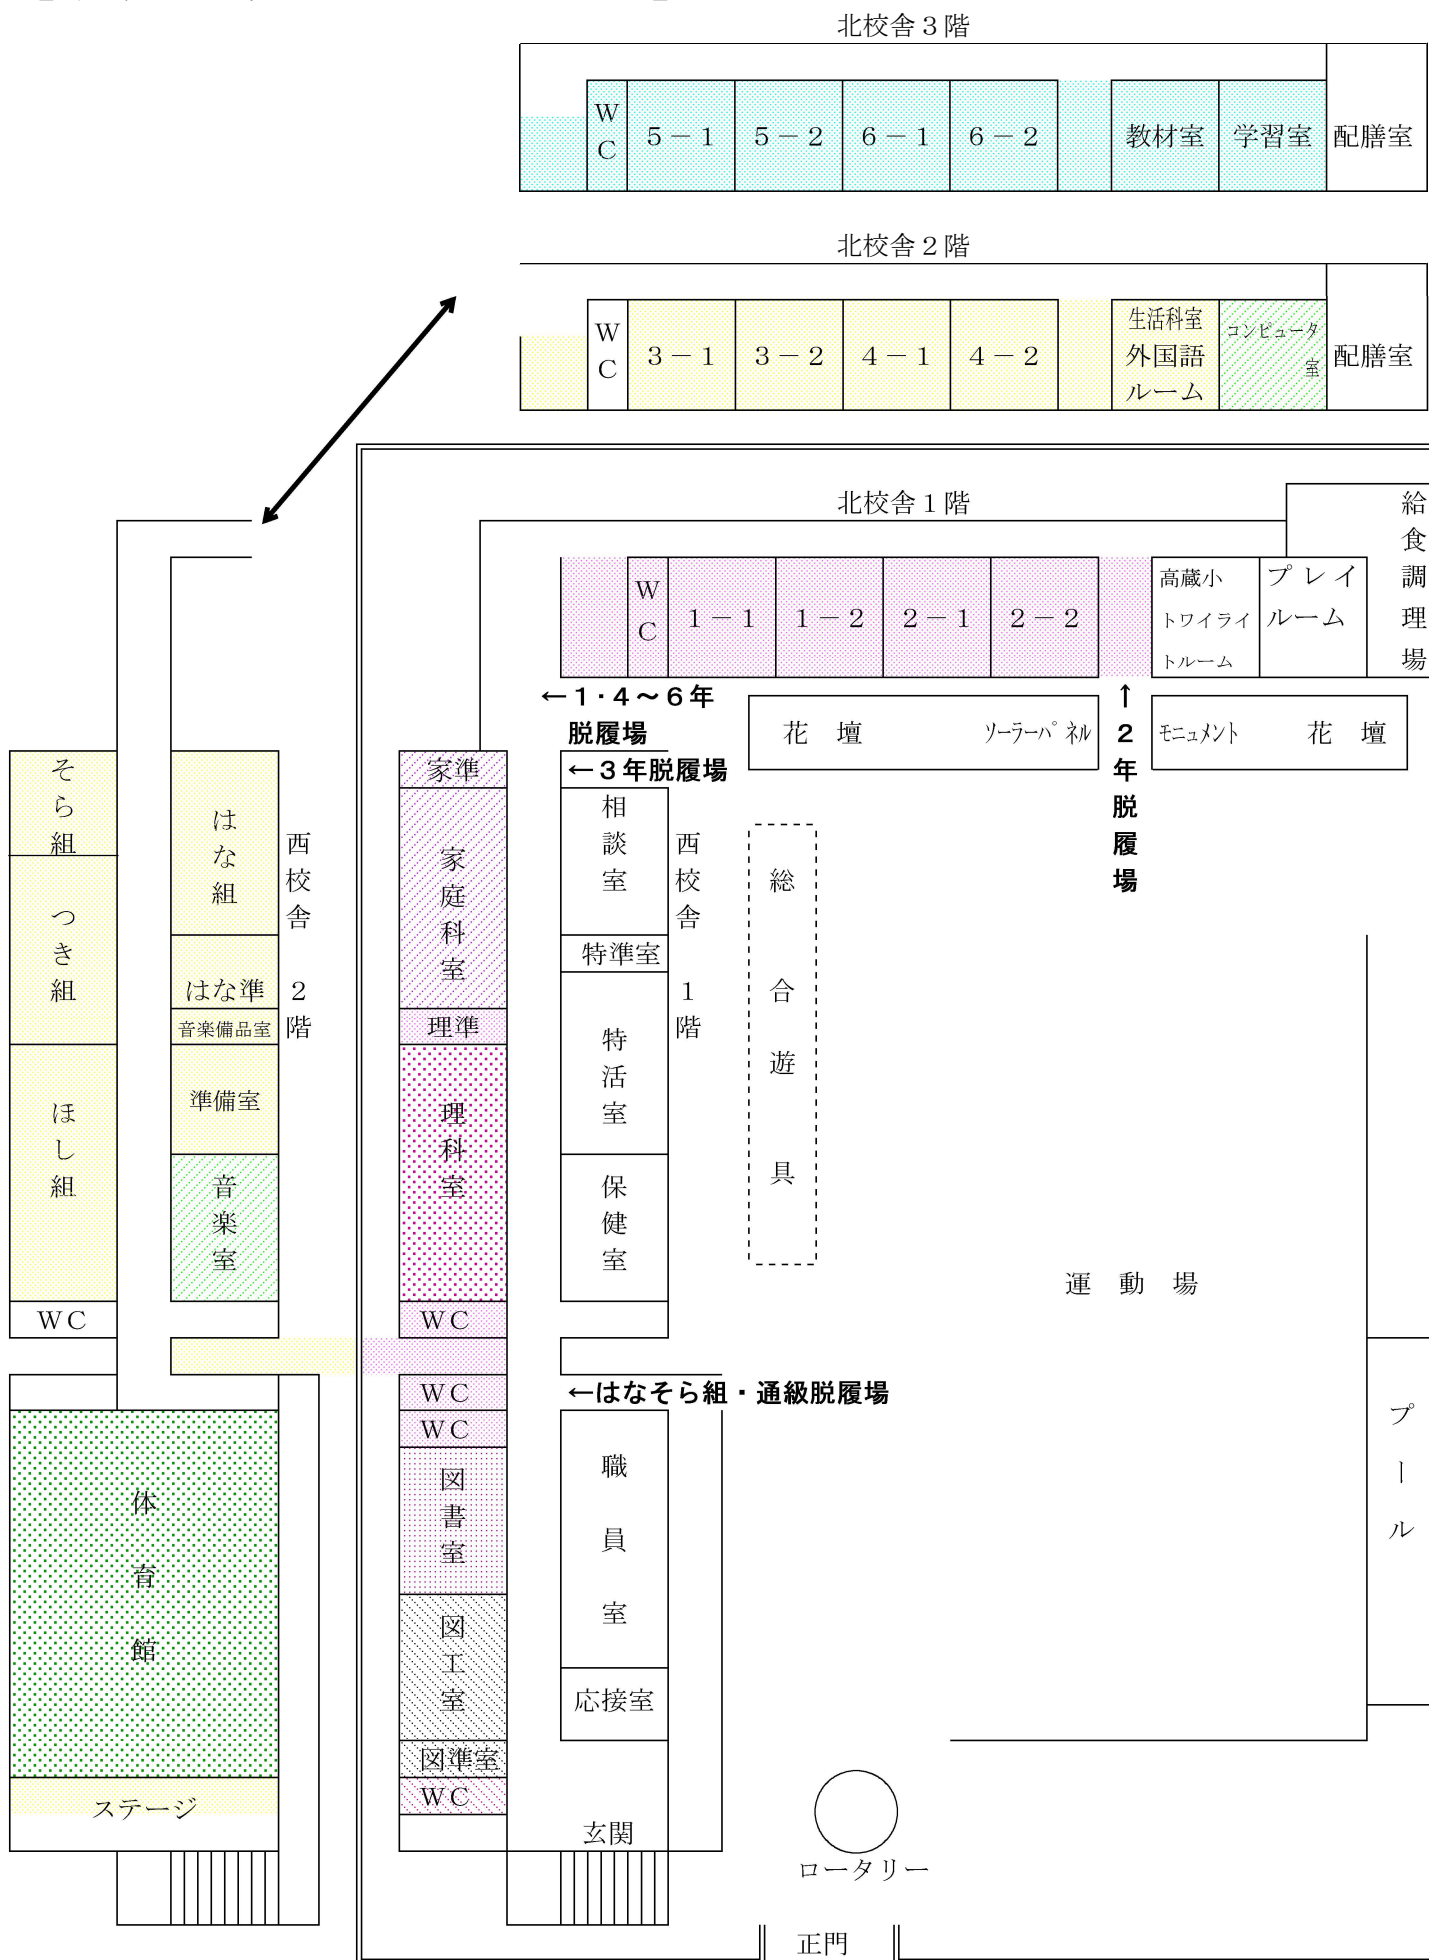 北校舎３階
ＷＣ
５－１
５－２
６－１
６－２
教材室
学習室
配膳室
北校舎２階
ＷＣ
３－１
３－２
４－１
４－２
生活科室
外国語
ルーム
コンピュータ
室
配膳室
北校舎１階
ＷＣ
１－１
１－２
２－１
２－２
高蔵小
トワイライ
トルーム
プレイ
ルーム
給食調理場
←１・４～６年
脱履場
←３年脱履場
花　壇
ソーラーパネル
↑２年脱履場
モニュメント
花　壇
そら組
つき組
ほし組
ＷＣ
はな組
はな準
音楽備品室
準備室
音楽室
西校舎　２階
体育館
ステージ
家準
家庭科室
理準
理科室
ＷＣ
ＷＣ
ＷＣ
図書室
図工室
図準室
ＷＣ
相談室
特準室
特活室
保健室
西校舎　１階
←はなそら組・通級脱履場
職員室
応接室
玄関
総合遊具
運　動　場
プール
ロータリー
正門